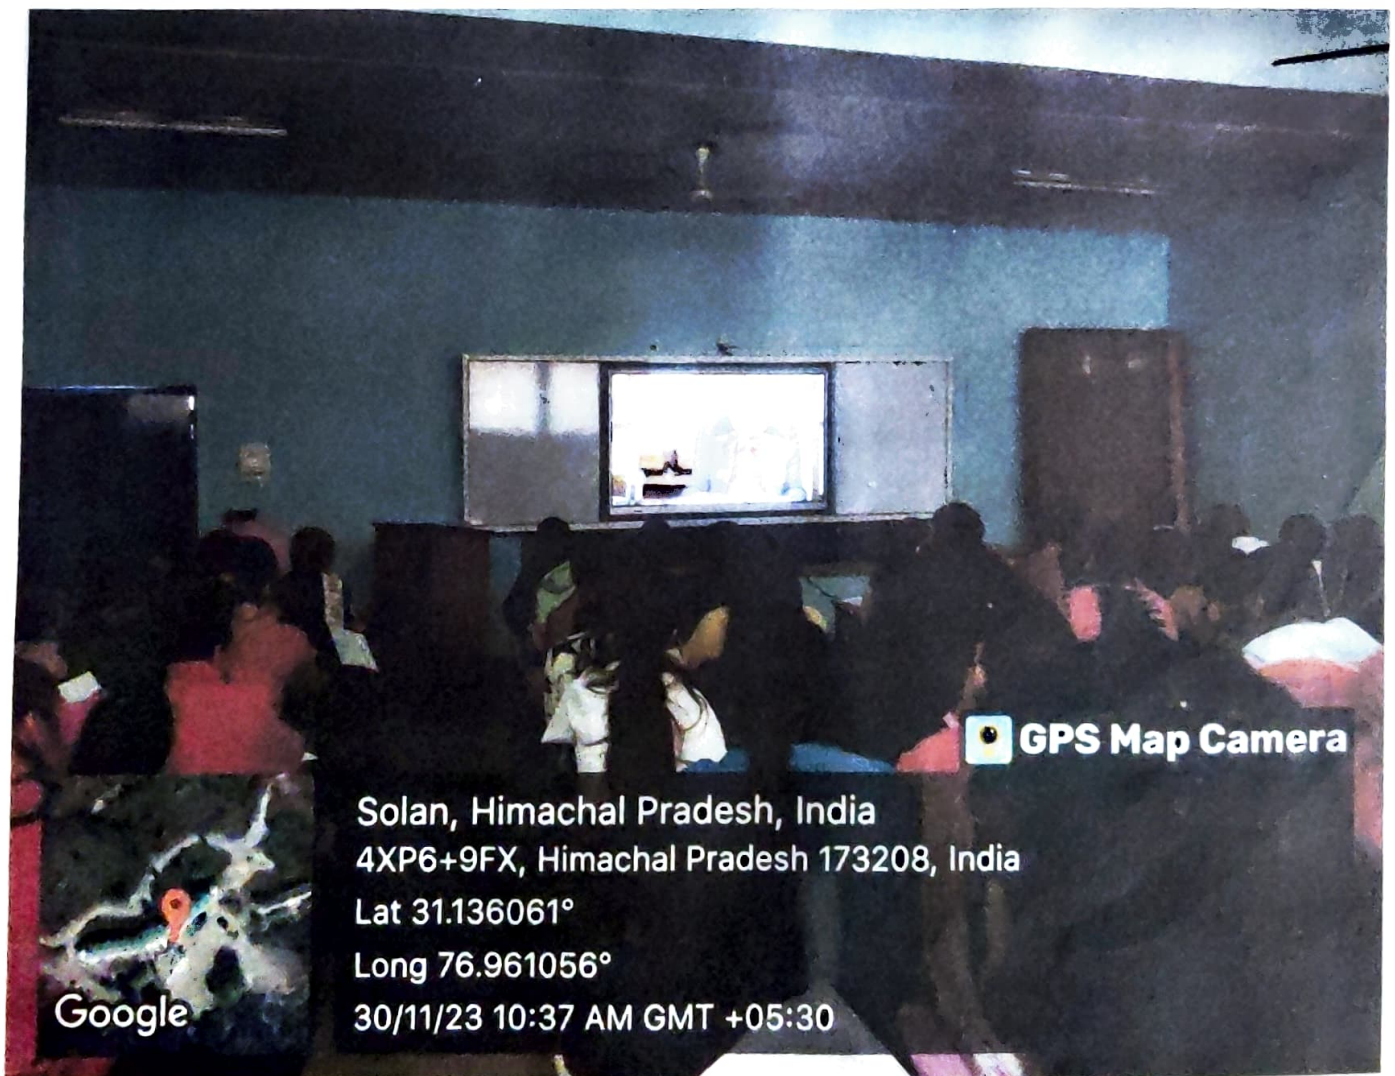 GPS Map Camera
Solan, Himachal Pradesh, India
4XP6+9FX, Himachal Pradesh 173208, India
Lat 31.136061°
Long 76.961056°
30/11/23 10:37 AM GMT +05:30
Google